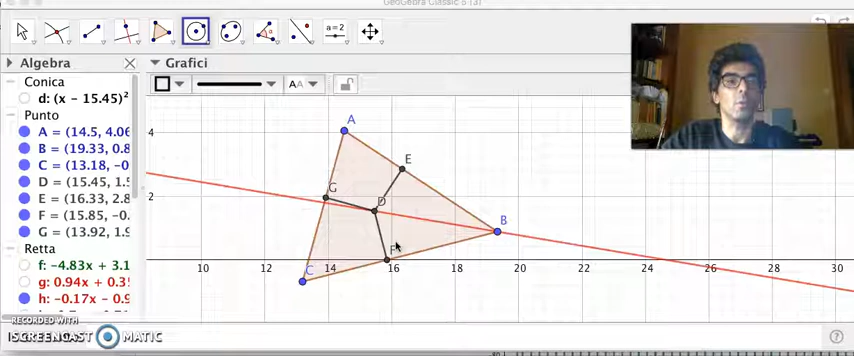 GeoGebra Classic 5 (3)
a=2
Algebra
Grafici
Conica
d: (x − 15.45)²
Punto
A = (14.5, 4.06
B = (19.33, 0.8
C = (13.18, -0
D = (15.45, 1.5
E = (16.33, 2.8
F = (15.85, -0.
G = (13.92, 1.9
Retta
f: -4.83x + 3.1
g: 0.94x + 0.3
h: -0.17x - 0.9
AA
4
2
10 12 14 16 18 20 22 24 26 28 30
A
E
G
D
B
F
C
RECORDED WITH
SCREENCAST MATIC